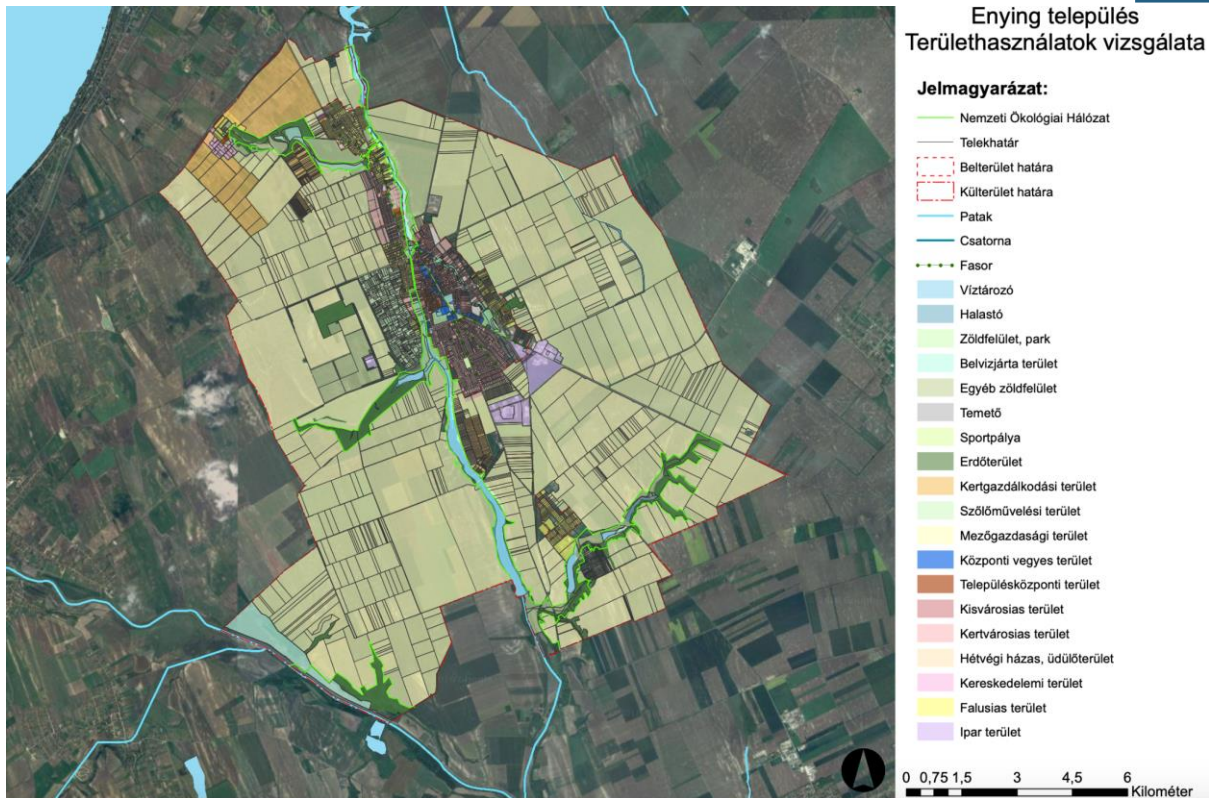 Enying település
Területhasználatok vizsgálata
Jelmagyarázat:
Nemzeti Ökológiai Hálózat
Telekhatár
Belterület határa
Külterület határa
Patak
Csatorna
Fasor
Víztározó
Halastó
Zöldfelület, park
Belvizjárta terület
Egyéb zöldfelület
Temető
Sportpálya
Erdőterület
Kertgazdálkodási terület
Szőlőművelési terület
Mezőgazdasági terület
Központi vegyes terület
Településközponti terület
Kisvárosias terület
Kertvárosias terület
Hétvégi házas, üdülőterület
Kereskedelemi terület
Falusias terület
Ipar terület
0 0,75 1,5 3 4,5 6
Kilométer